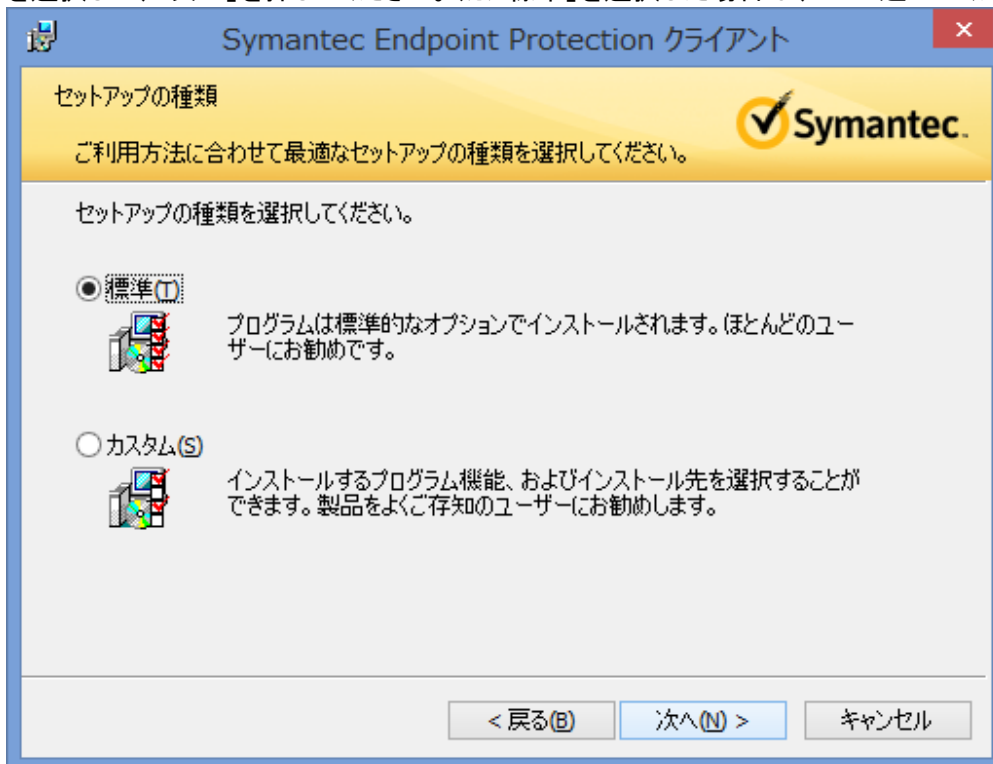 Symantec Endpoint Protection クライアント
セットアップの種類
Symantec.
ご利用方法に合わせて最適なセットアップの種類を選択してください。
セットアップの種類を選択してください。
標準(T)
プログラムは標準的なオプションでインストールされます。ほとんどのユー
ザーにお勧めです。
カスタム(S)
インストールするプログラム機能、およびインストール先を選択することが
できます。製品をよくご存知のユーザーにお勧めします。
< 戻る(B)
次へ(N) >
キャンセル